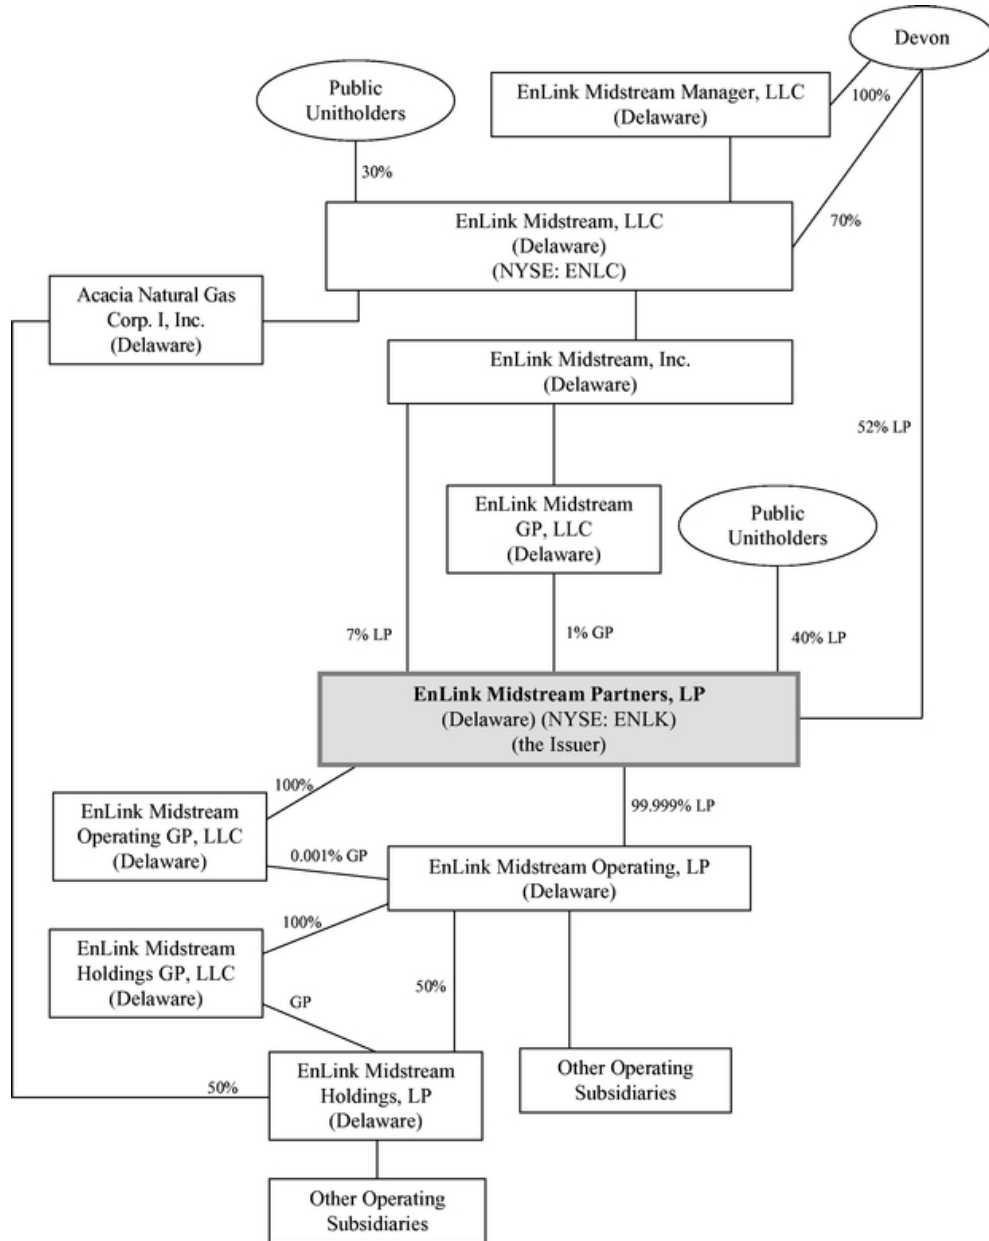 Devon
Public
Unitholders
EnLink Midstream Manager, LLC
(Delaware)
100%
30%
70%
EnLink Midstream, LLC
(Delaware)
(NYSE: ENLC)
Acacia Natural Gas
Corp. I, Inc.
(Delaware)
EnLink Midstream, Inc.
(Delaware)
52% LP
EnLink Midstream
GP, LLC
(Delaware)
Public
Unitholders
7% LP
1% GP
40% LP
EnLink Midstream Partners, LP
(Delaware) (NYSE: ENLK)
(the Issuer)
100%
99.999% LP
EnLink Midstream
Operating GP, LLC
(Delaware)
0.001% GP
EnLink Midstream Operating, LP
(Delaware)
100%
EnLink Midstream
Holdings GP, LLC
(Delaware)
50%
GP
EnLink Midstream
Holdings, LP
(Delaware)
50%
Other Operating
Subsidiaries
Other Operating
Subsidiaries